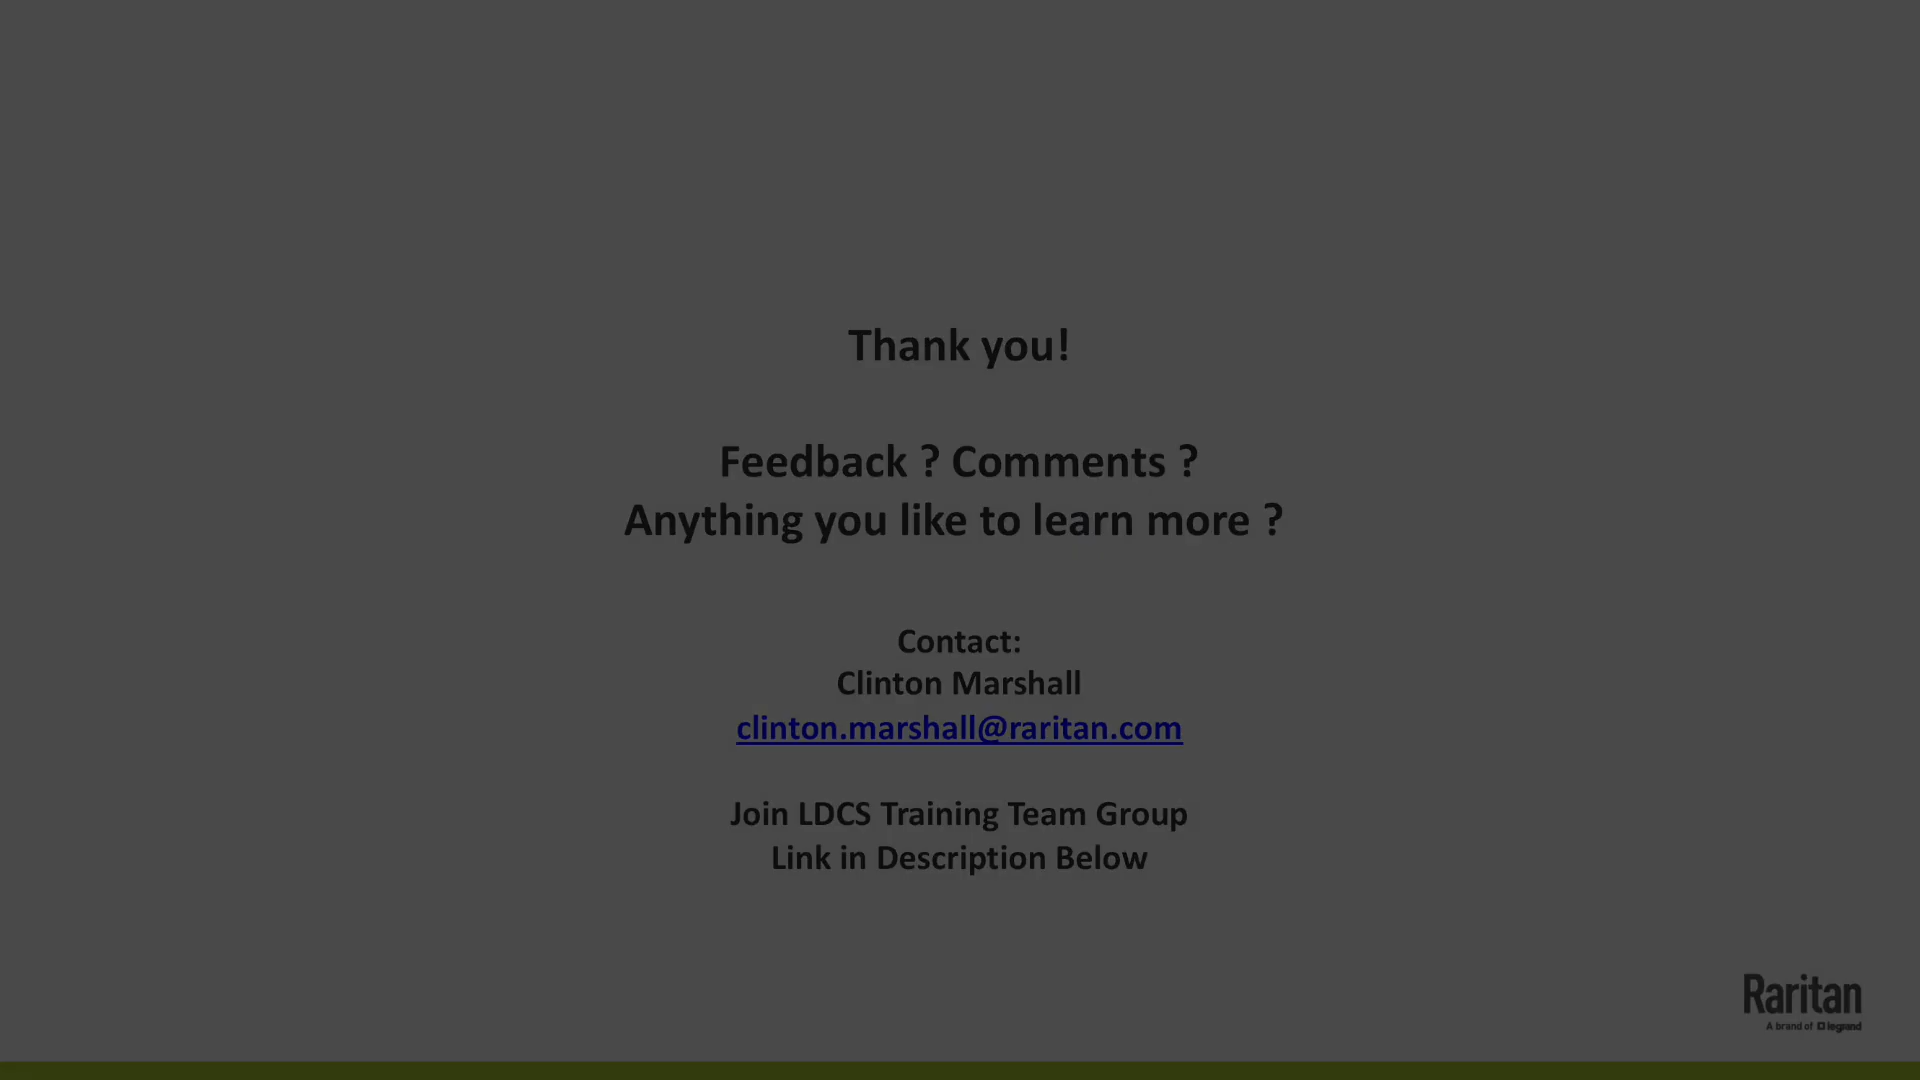 Thank you!
Feedback ? Comments ?
Anything you like to learn more ?
Contact:
Clinton Marshall
clinton.marshall@raritan.com
Join LDCS Training Team Group
Link in Description Below
Raritan
A brand of legrand